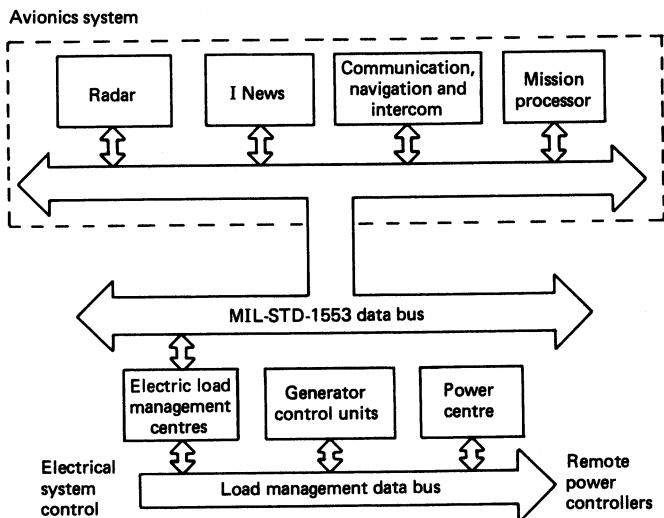 Avionics system
Radar
I News
Communication,
navigation and
intercom
Mission
processor
MIL-STD-1553 data bus
Electric load
management
centres
Generator
control units
Power
centre
Electrical
system
control
Load management data bus
Remote
power
controllers